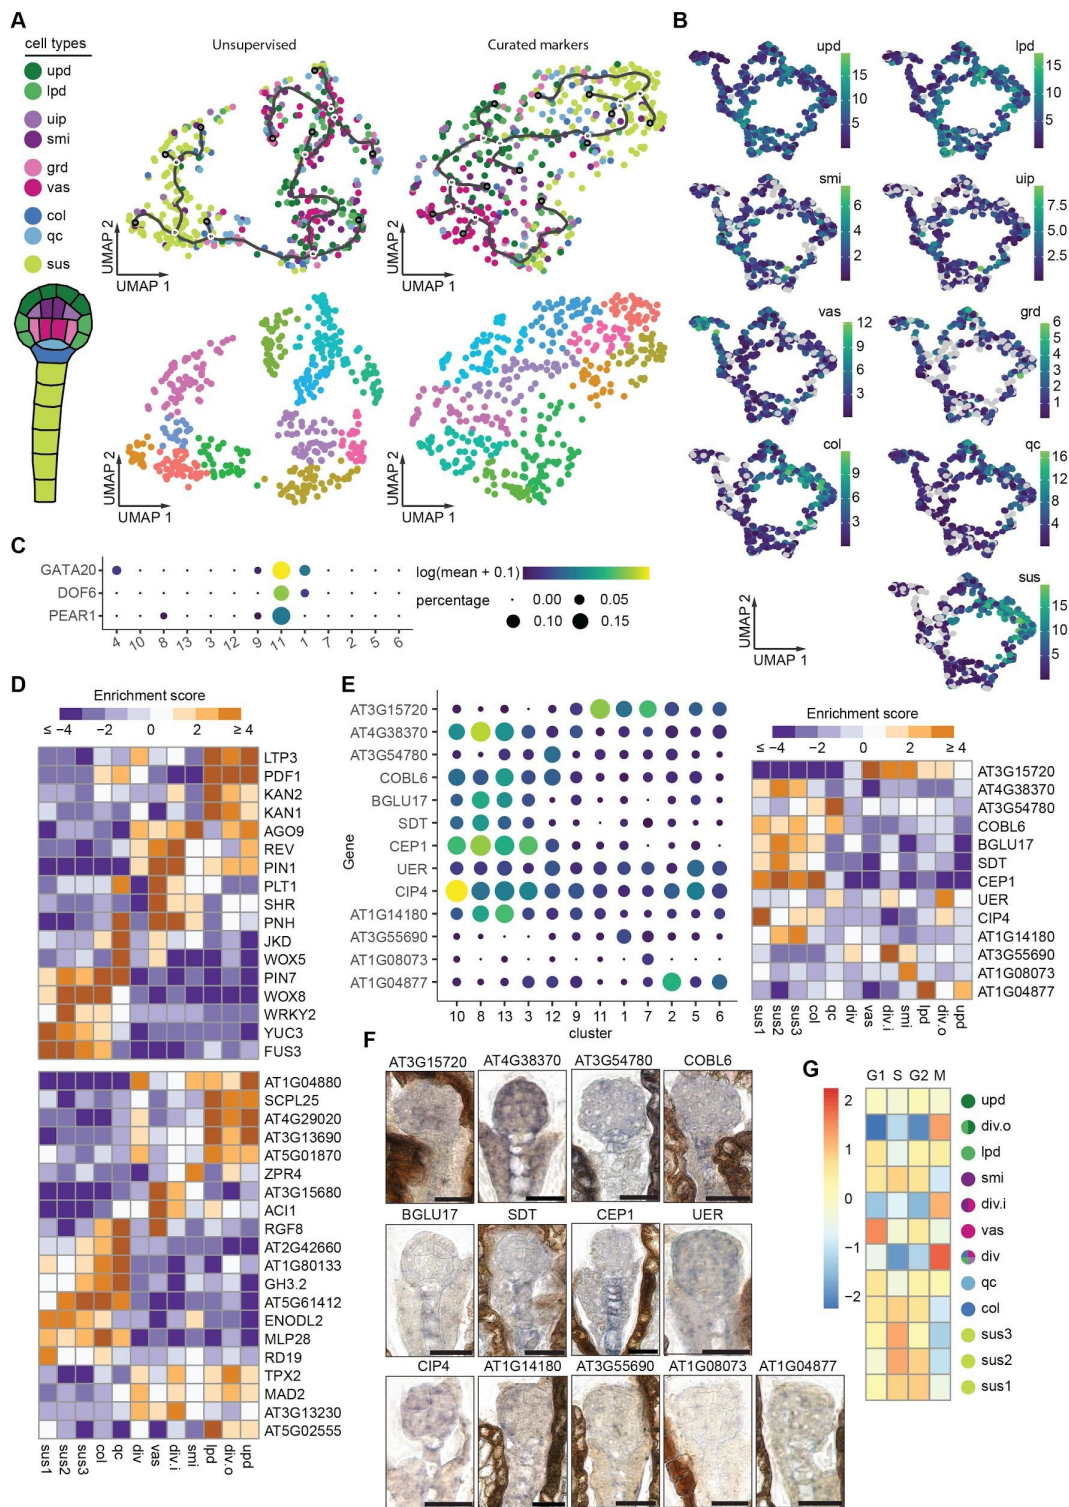 A
cell types
upd
lpd
uip
smi
grd
vas
col
qc
sus
Unsupervised
Curated markers
UMAP 2
UMAP 1
UMAP 2
UMAP 1
UMAP 2
UMAP 1
UMAP 2
UMAP 1
B
upd
15
10
5
lpd
15
10
5
smi
6
4
2
uip
7.5
5.0
2.5
vas
12
9
6
3
grd
6
5
4
3
2
1
col
9
6
3
qc
16
12
8
4
sus
15
10
5
UMAP 2
UMAP 1
C
GATA20
DOF6
PEAR1
4 10 8 13 3 12 9 11 1 7 2 5 6
log(mean + 0.1)
percentage
0.00 0.05
0.10 0.15
D
Enrichment score
≤ −4 −2 0 2 ≥ 4
LTP3
PDF1
KAN2
KAN1
AGO9
REV
PIN1
PLT1
SHR
PNH
JKD
WOX5
PIN7
WOX8
WRKY2
YUC3
FUS3
AT1G04880
SCPL25
AT4G29020
AT3G13690
AT5G01870
ZPR4
AT3G15680
ACI1
RGF8
AT2G42660
AT1G80133
GH3.2
AT5G61412
ENODL2
MLP28
RD19
TPX2
MAD2
AT3G13230
AT5G02555
sus1 sus2 sus3 col qc div vas div.i smi lpd div.o upd
E
Gene
AT3G15720
AT4G38370
AT3G54780
COBL6
BGLU17
SDT
CEP1
UER
CIP4
AT1G14180
AT3G55690
AT1G08073
AT1G04877
10 8 13 3 12 9 11 1 7 2 5 6
cluster
Enrichment score
≤ −4 −2 0 2 ≥ 4
AT3G15720
AT4G38370
AT3G54780
COBL6
BGLU17
SDT
CEP1
UER
CIP4
AT1G14180
AT3G55690
AT1G08073
AT1G04877
sus1 sus2 sus3 col qc div vas div.i smi lpd div.o upd
F
AT3G15720 AT4G38370 AT3G54780 COBL6
BGLU17 SDT CEP1 UER
CIP4 AT1G14180 AT3G55690 AT1G08073 AT1G04877
G
2
1
0
−1
−2
G1 S G2 M
upd
div.o
lpd
smi
div.i
vas
div
qc
col
sus3
sus2
sus1